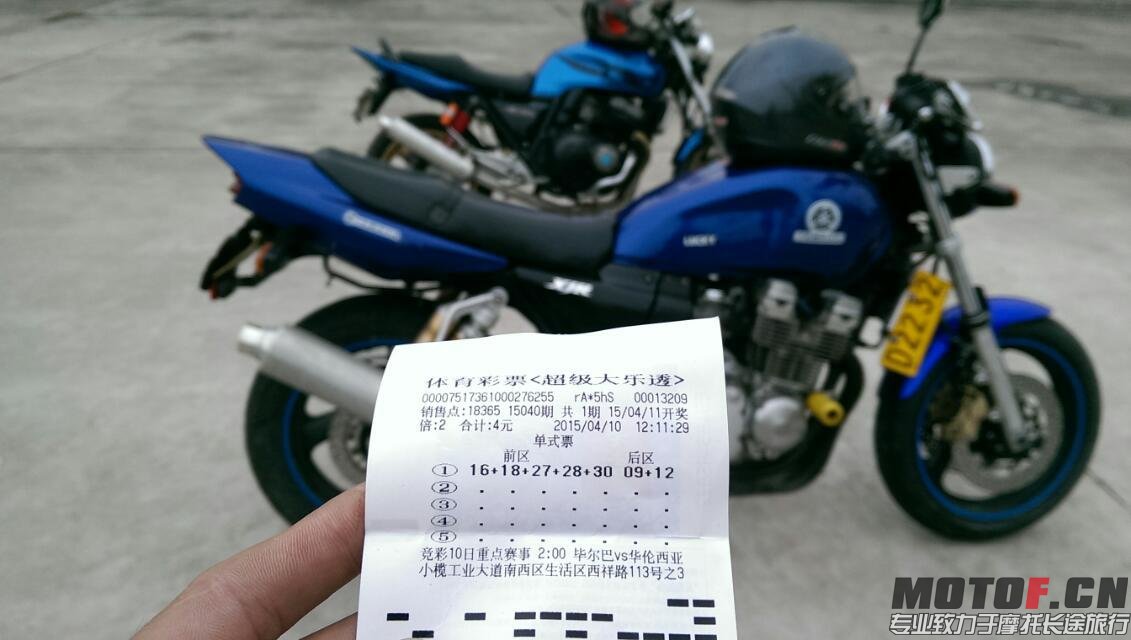 LUCKY
XJR
D2232
体育彩票<超级大乐透>
00007517361000276255 rA*5hS 00013209
销售点:18365 15040期 共1期 15/04/11开奖
倍:2 合计:4元 2015/04/10 12:11:29
单式票
前区 后区
① 16+18+27+28+30 09+12
② · · · · · · ·
③ · · · · · · ·
④ · · · · · · ·
⑤ · · · · · · ·
竞彩10日重点赛事 2:00 毕尔巴vs华伦西亚
小榄工业大道南西区生活区西祥路113号之3
MOTOF.CN
专业致力于摩托长途旅行